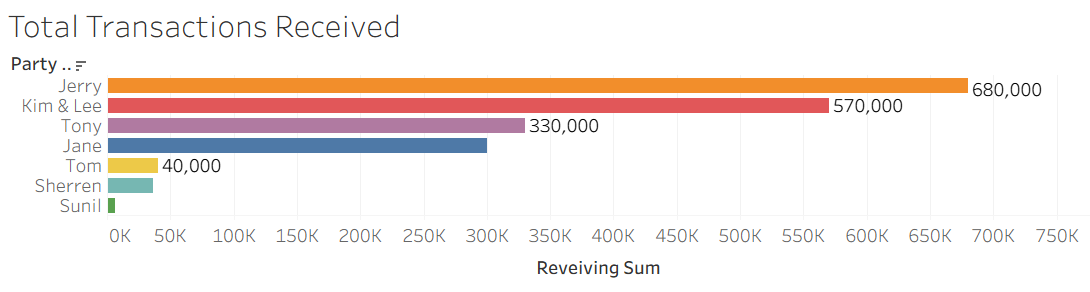 Total Transactions Received
Party ..
Jerry 680,000
Kim & Lee 570,000
Tony 330,000
Jane
Tom 40,000
Sherren
Sunil
0K 50K 100K 150K 200K 250K 300K 350K 400K 450K 500K 550K 600K 650K 700K 750K
Reveiving Sum